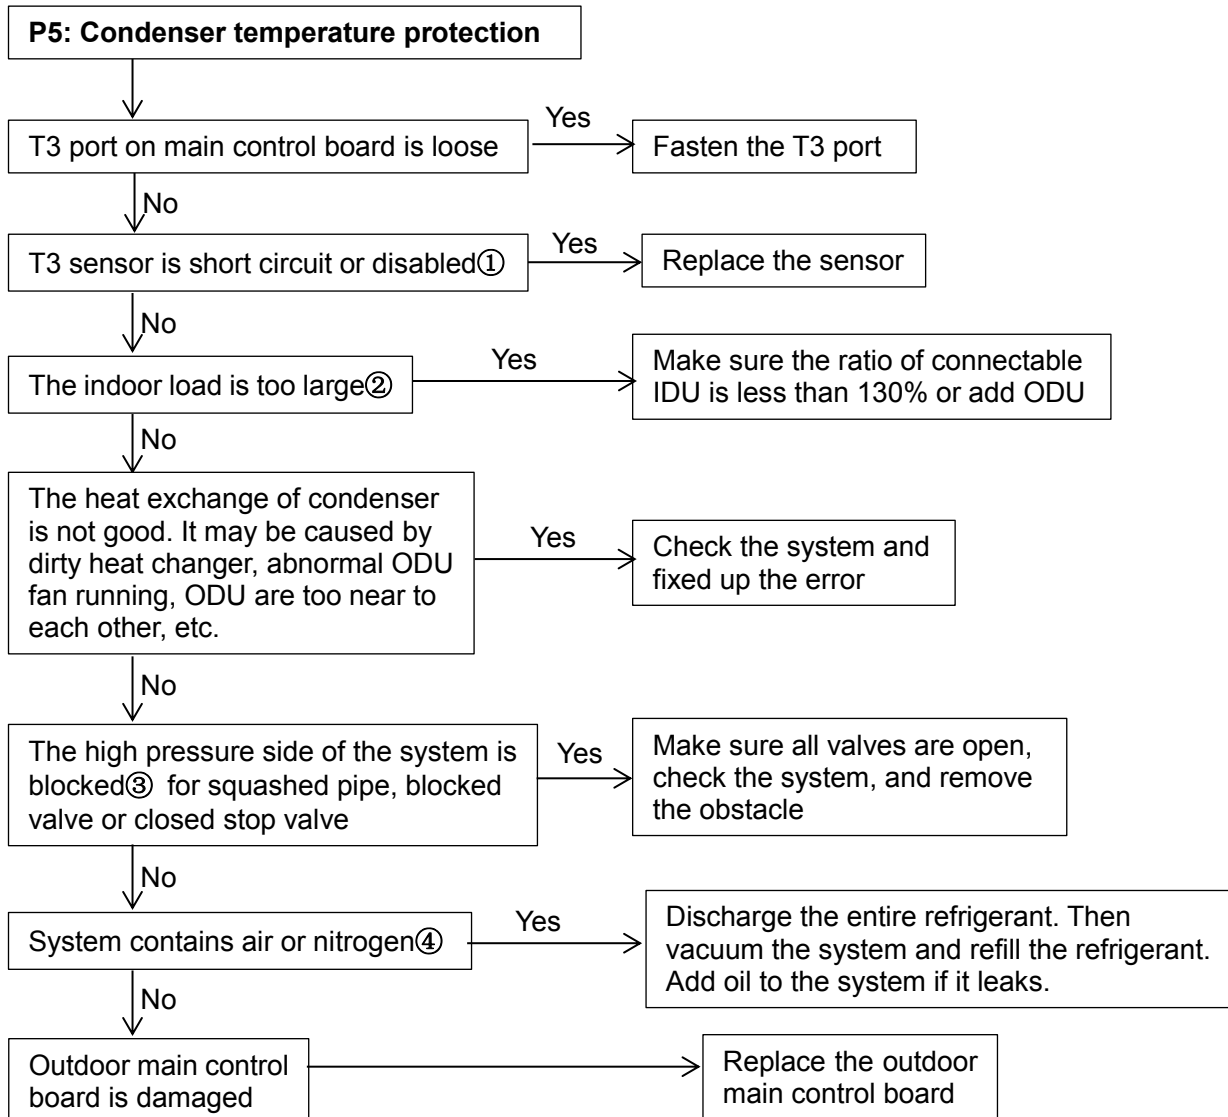 P5: Condenser temperature protection
Yes
T3 port on main control board is loose
Fasten the T3 port
No
T3 sensor is short circuit or disabled①
Yes
Replace the sensor
No
The indoor load is too large②
Yes
Make sure the ratio of connectable
IDU is less than 130% or add ODU
No
The heat exchange of condenser
is not good. It may be caused by
dirty heat changer, abnormal ODU
fan running, ODU are too near to
each other, etc.
Yes
Check the system and
fixed up the error
No
The high pressure side of the system is
blocked③ for squashed pipe, blocked
valve or closed stop valve
Yes
Make sure all valves are open,
check the system, and remove
the obstacle
No
System contains air or nitrogen④
Yes
Discharge the entire refrigerant. Then
vacuum the system and refill the refrigerant.
Add oil to the system if it leaks.
No
Outdoor main control
board is damaged
Replace the outdoor
main control board